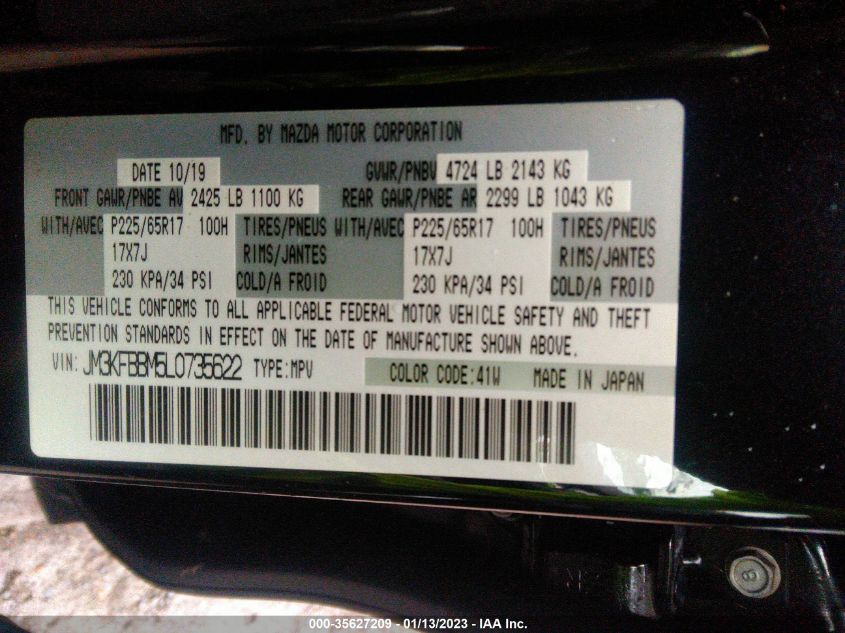 MFD. BY MAZDA MOTOR CORPORATION
DATE 10/19 GVWR/PNBV 4724 LB 2143 KG
FRONT GAWR/PNBE AV 2425 LB 1100 KG REAR GAWR/PNBE AR 2299 LB 1043 KG
WITH/AVEC P225/65R17 100H TIRES/PNEUS WITH/AVEC P225/65R17 100H TIRES/PNEUS
17X7J RIMS/JANTES 17X7J RIMS/JANTES
230 KPA/34 PSI COLD/A FROID 230 KPA/34 PSI COLD/A FROID
THIS VEHICLE CONFORMS TO ALL APPLICABLE FEDERAL MOTOR VEHICLE SAFETY AND THEFT
PREVENTION STANDARDS IN EFFECT ON THE DATE OF MANUFACTURE SHOWN ABOVE.
VIN: JM3KFBBM5L0735622 TYPE:MPV COLOR CODE:41W MADE IN JAPAN
8
000-35627209 - 01/13/2023 - IAA Inc.